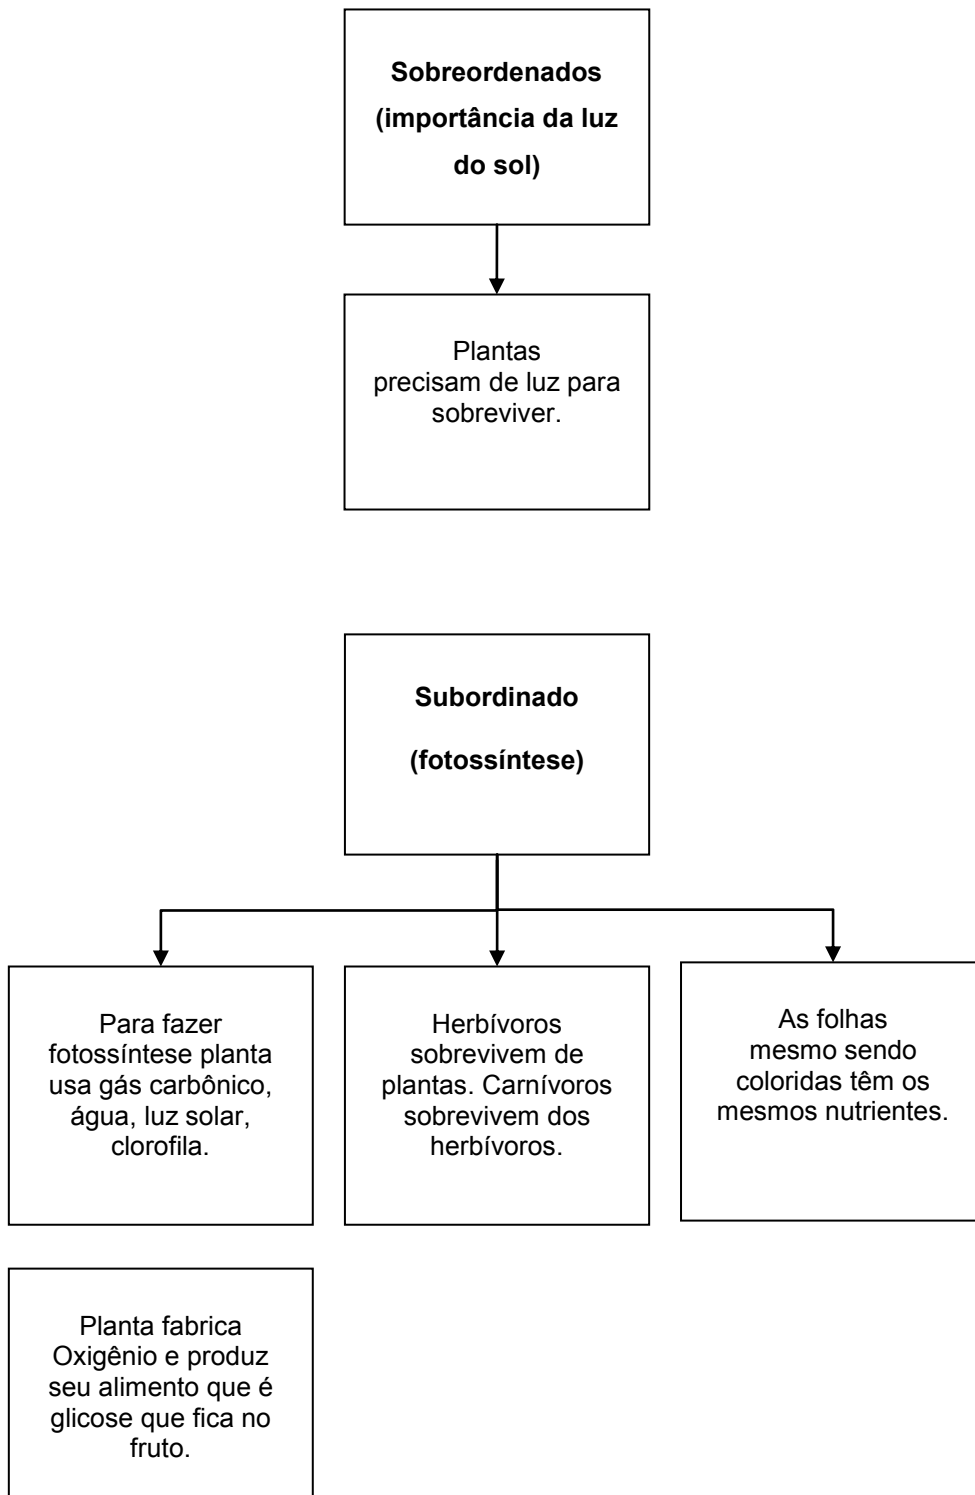 Sobreordenados
(importância da luz
do sol)
Plantas
precisam de luz para
sobreviver.
Subordinado
(fotossíntese)
Para fazer
fotossíntese planta
usa gás carbônico,
água, luz solar,
clorofila.
Herbívoros
sobrevivem de
plantas. Carnívoros
sobrevivem dos
herbívoros.
As folhas
mesmo sendo
coloridas têm os
mesmos nutrientes.
Planta fabrica
Oxigênio e produz
seu alimento que é
glicose que fica no
fruto.